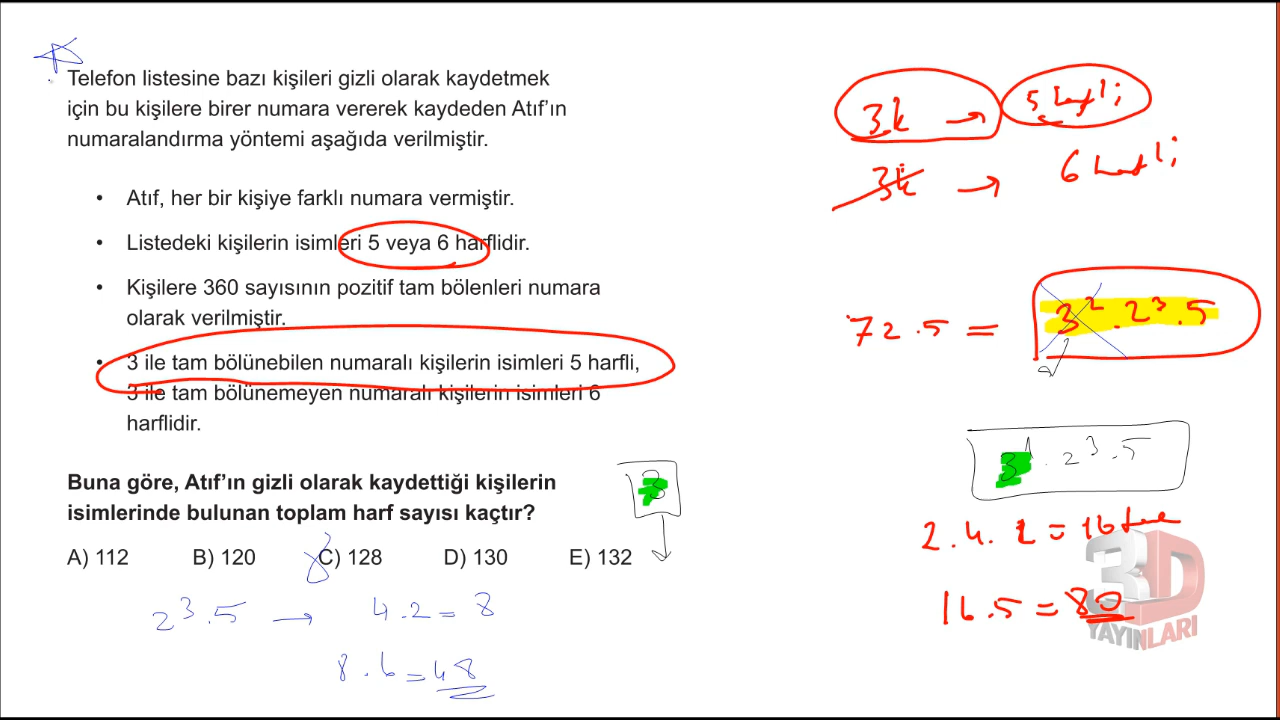 Telefon listesine bazı kişileri gizli olarak kaydetmek
için bu kişilere birer numara vererek kaydeden Atıf'ın
numaralandırma yöntemi aşağıda verilmiştir.
• Atıf, her bir kişiye farklı numara vermiştir.
• Listedeki kişilerin isimleri 5 veya 6 harflidir.
• Kişilere 360 sayısının pozitif tam bölenleri numara
olarak verilmiştir.
• 3 ile tam bölünebilen numaralı kişilerin isimleri 5 harfli,
3 ile tam bölünemeyen numaralı kişilerin isimleri 6
harflidir.
Buna göre, Atıf'ın gizli olarak kaydettiği kişilerin
isimlerinde bulunan toplam harf sayısı kaçtır?
A) 112 B) 120 C) 128 D) 130 E) 132
2³.5 → 4.2 = 8
8.6 = 48
3k → 5 harfli
3k → 6 harfli
72.5 = 3².2³.5
3
3¹.2³.5
2.4.2 = 16 tane
16.5 = 80
3D
YAYINLARI